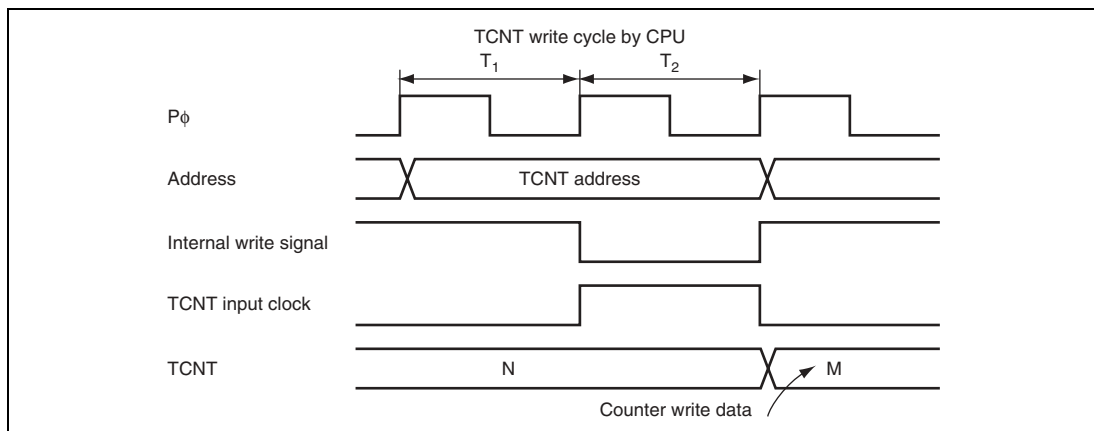 TCNT write cycle by CPU
T1 T2
Pϕ
Address TCNT address
Internal write signal
TCNT input clock
TCNT N M
Counter write data